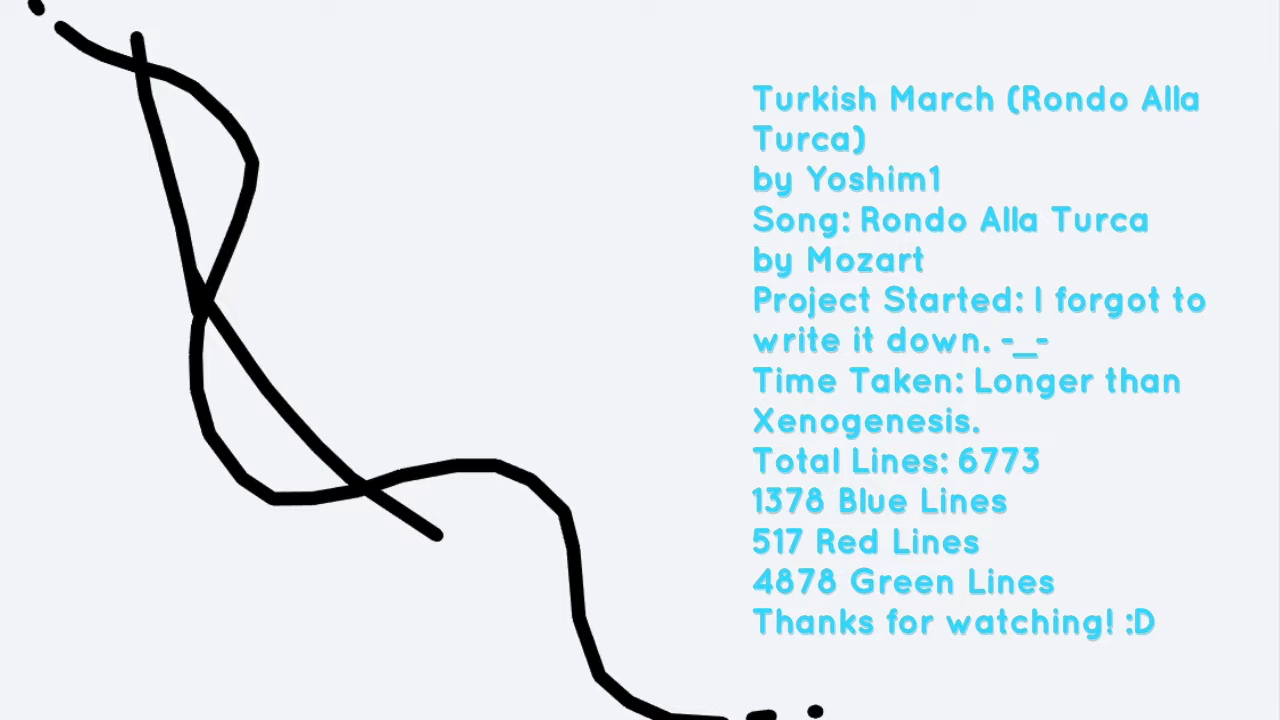 Turkish March (Rondo Alla
Turca)
by Yoshim1
Song: Rondo Alla Turca
by Mozart
Project Started: I forgot to
write it down. -_-
Time Taken: Longer than
Xenogenesis.
Total Lines: 6773
1378 Blue Lines
517 Red Lines
4878 Green Lines
Thanks for watching! :D